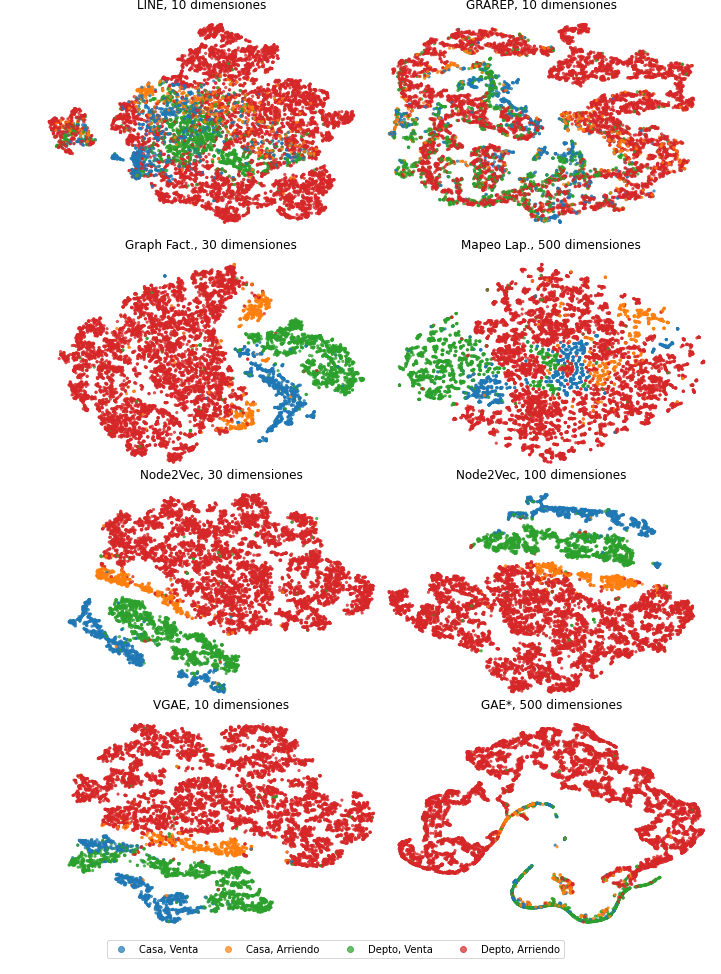 LINE, 10 dimensiones
GRAREP, 10 dimensiones
Graph Fact., 30 dimensiones
Mapeo Lap., 500 dimensiones
Node2Vec, 30 dimensiones
Node2Vec, 100 dimensiones
VGAE, 10 dimensiones
GAE*, 500 dimensiones
Casa, Venta
Casa, Arriendo
Depto, Venta
Depto, Arriendo